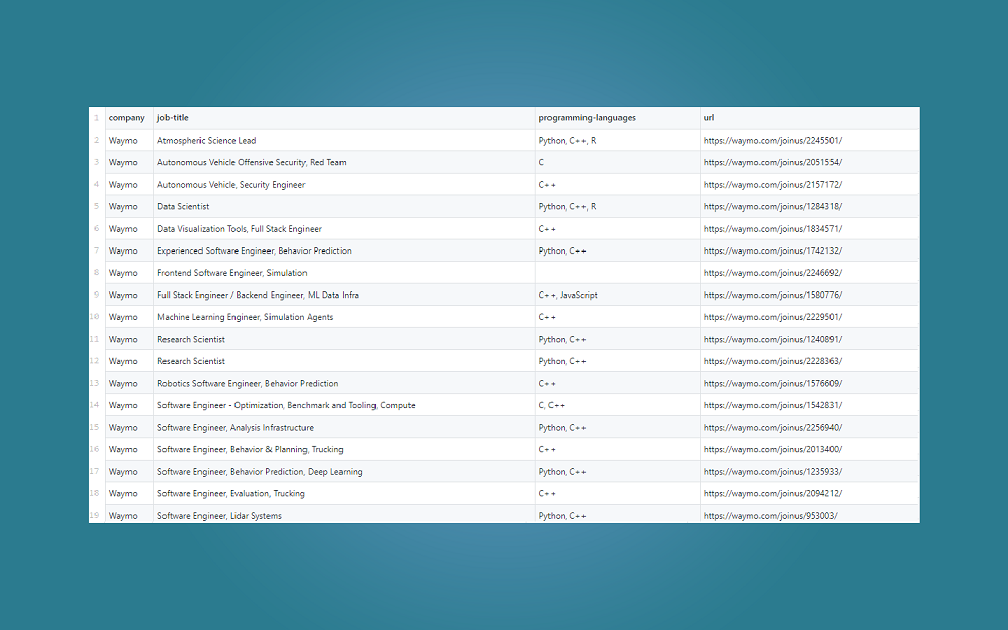 1 company job-title programming-languages url
2 Waymo Atmospheric Science Lead Python, C++, R https://waymo.com/joinus/2245501/
3 Waymo Autonomous Vehicle Offensive Security, Red Team C https://waymo.com/joinus/2051554/
4 Waymo Autonomous Vehicle, Security Engineer C++ https://waymo.com/joinus/2157172/
5 Waymo Data Scientist Python, C++, R https://waymo.com/joinus/1284318/
6 Waymo Data Visualization Tools, Full Stack Engineer C++ https://waymo.com/joinus/1834571/
7 Waymo Experienced Software Engineer, Behavior Prediction Python, C++ https://waymo.com/joinus/1742132/
8 Waymo Frontend Software Engineer, Simulation https://waymo.com/joinus/2246692/
9 Waymo Full Stack Engineer / Backend Engineer, ML Data Infra C++, JavaScript https://waymo.com/joinus/1580776/
10 Waymo Machine Learning Engineer, Simulation Agents C++ https://waymo.com/joinus/2229501/
11 Waymo Research Scientist Python, C++ https://waymo.com/joinus/1240891/
12 Waymo Research Scientist Python, C++ https://waymo.com/joinus/2228363/
13 Waymo Robotics Software Engineer, Behavior Prediction C++ https://waymo.com/joinus/1576609/
14 Waymo Software Engineer - Optimization, Benchmark and Tooling, Compute C, C++ https://waymo.com/joinus/1542831/
15 Waymo Software Engineer, Analysis Infrastructure Python, C++ https://waymo.com/joinus/2256940/
16 Waymo Software Engineer, Behavior & Planning, Trucking C++ https://waymo.com/joinus/2013400/
17 Waymo Software Engineer, Behavior Prediction, Deep Learning Python, C++ https://waymo.com/joinus/1235933/
18 Waymo Software Engineer, Evaluation, Trucking C++ https://waymo.com/joinus/2094212/
19 Waymo Software Engineer, Lidar Systems Python, C++ https://waymo.com/joinus/953003/